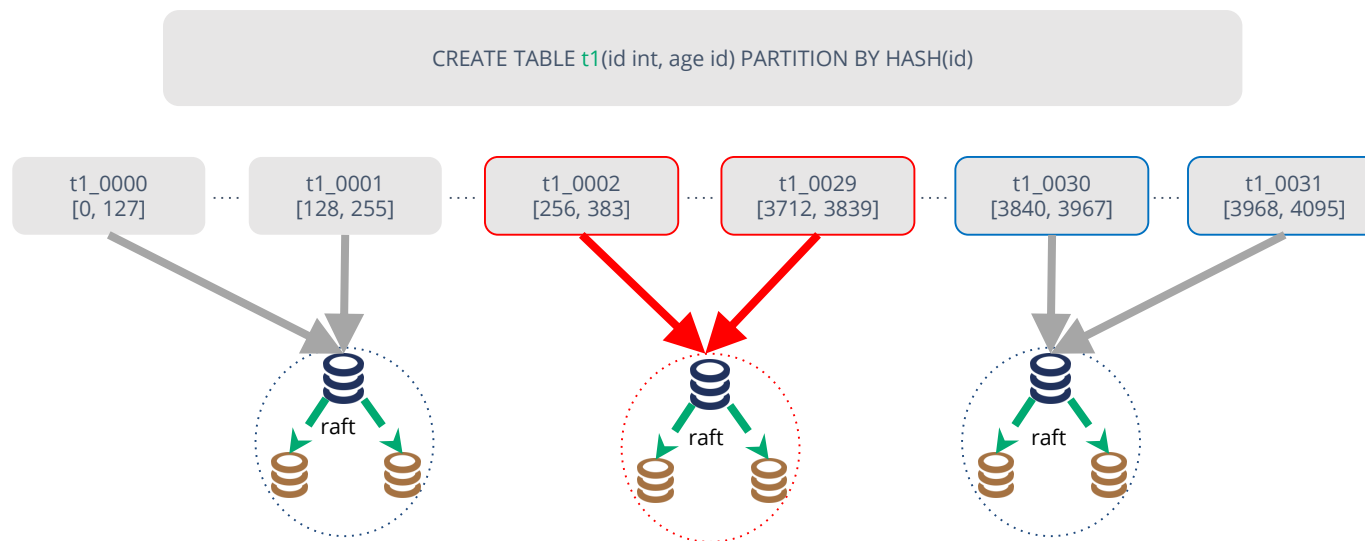 CREATE TABLE t1(id int, age id) PARTITION BY HASH(id)
t1_0000
[0, 127]
t1_0001
[128, 255]
t1_0002
[256, 383]
t1_0029
[3712, 3839]
t1_0030
[3840, 3967]
t1_0031
[3968, 4095]
raft
raft
raft